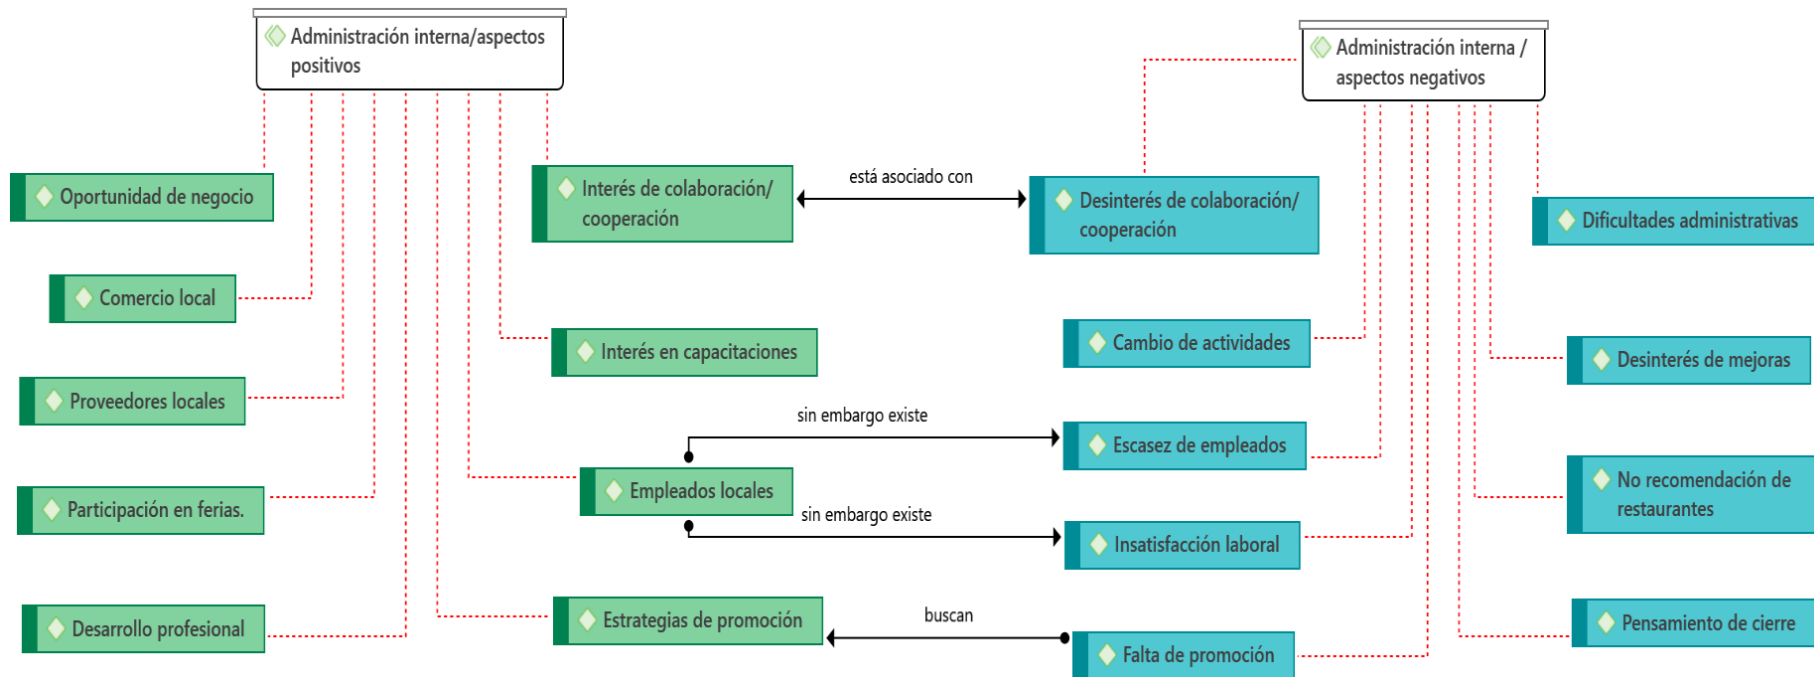 Administración interna/aspectos
positivos
Administración interna /
aspectos negativos
Oportunidad de negocio
Interés de colaboración/
cooperación
está asociado con
Desinterés de colaboración/
cooperación
Dificultades administrativas
Comercio local
Interés en capacitaciones
Cambio de actividades
Desinterés de mejoras
Proveedores locales
sin embargo existe
Escasez de empleados
Empleados locales
No recomendación de
restaurantes
Participación en ferias.
sin embargo existe
Insatisfacción laboral
Desarrollo profesional
Estrategias de promoción
buscan
Falta de promoción
Pensamiento de cierre